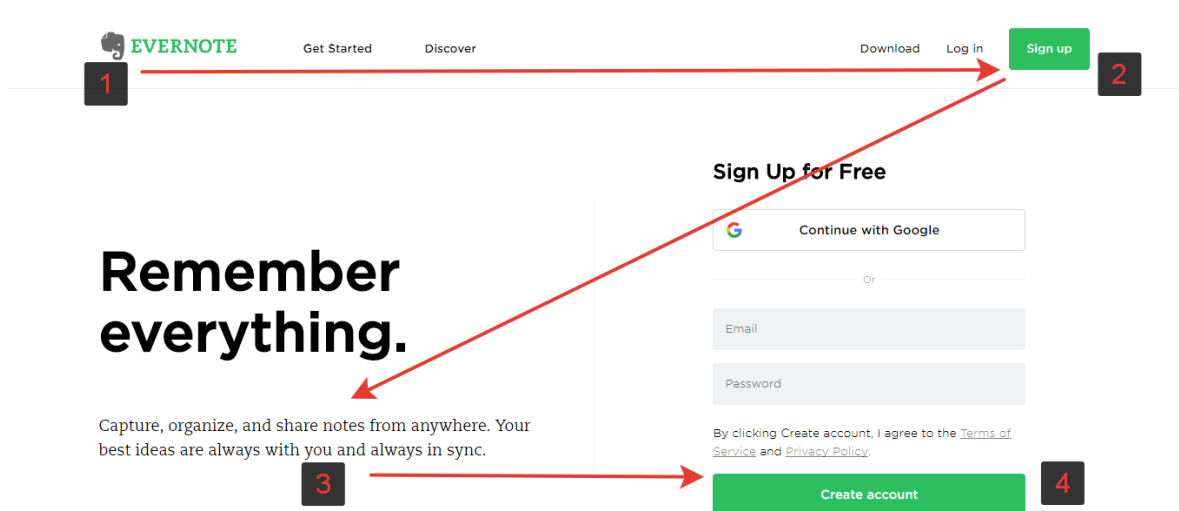 EVERNOTE
Get Started
Discover
Download
Log in
Sign up
1
2
Sign Up for Free
Continue with Google
Or
Email
Password
By clicking Create account, I agree to the Terms of
Service and Privacy Policy.
Create account
4
Remember
everything.
Capture, organize, and share notes from anywhere. Your
best ideas are always with you and always in sync.
3